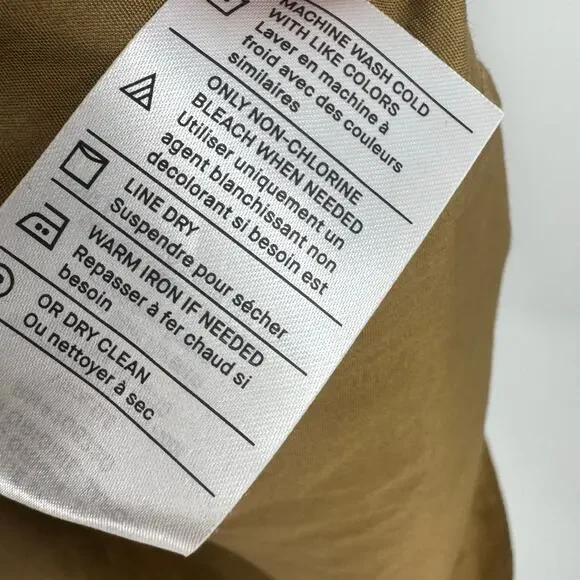 MACHINE WASH COLD
WITH LIKE COLORS
Laver en machine à
froid avec des couleurs
similaires
ONLY NON-CHLORINE
BLEACH WHEN NEEDED
Utiliser uniquement un
agent blanchissant non
decolorant si besoin est
LINE DRY
Suspendre pour sécher
WARM IRON IF NEEDED
Repasser à fer chaud si
besoin
OR DRY CLEAN
Ou nettoyer à sec